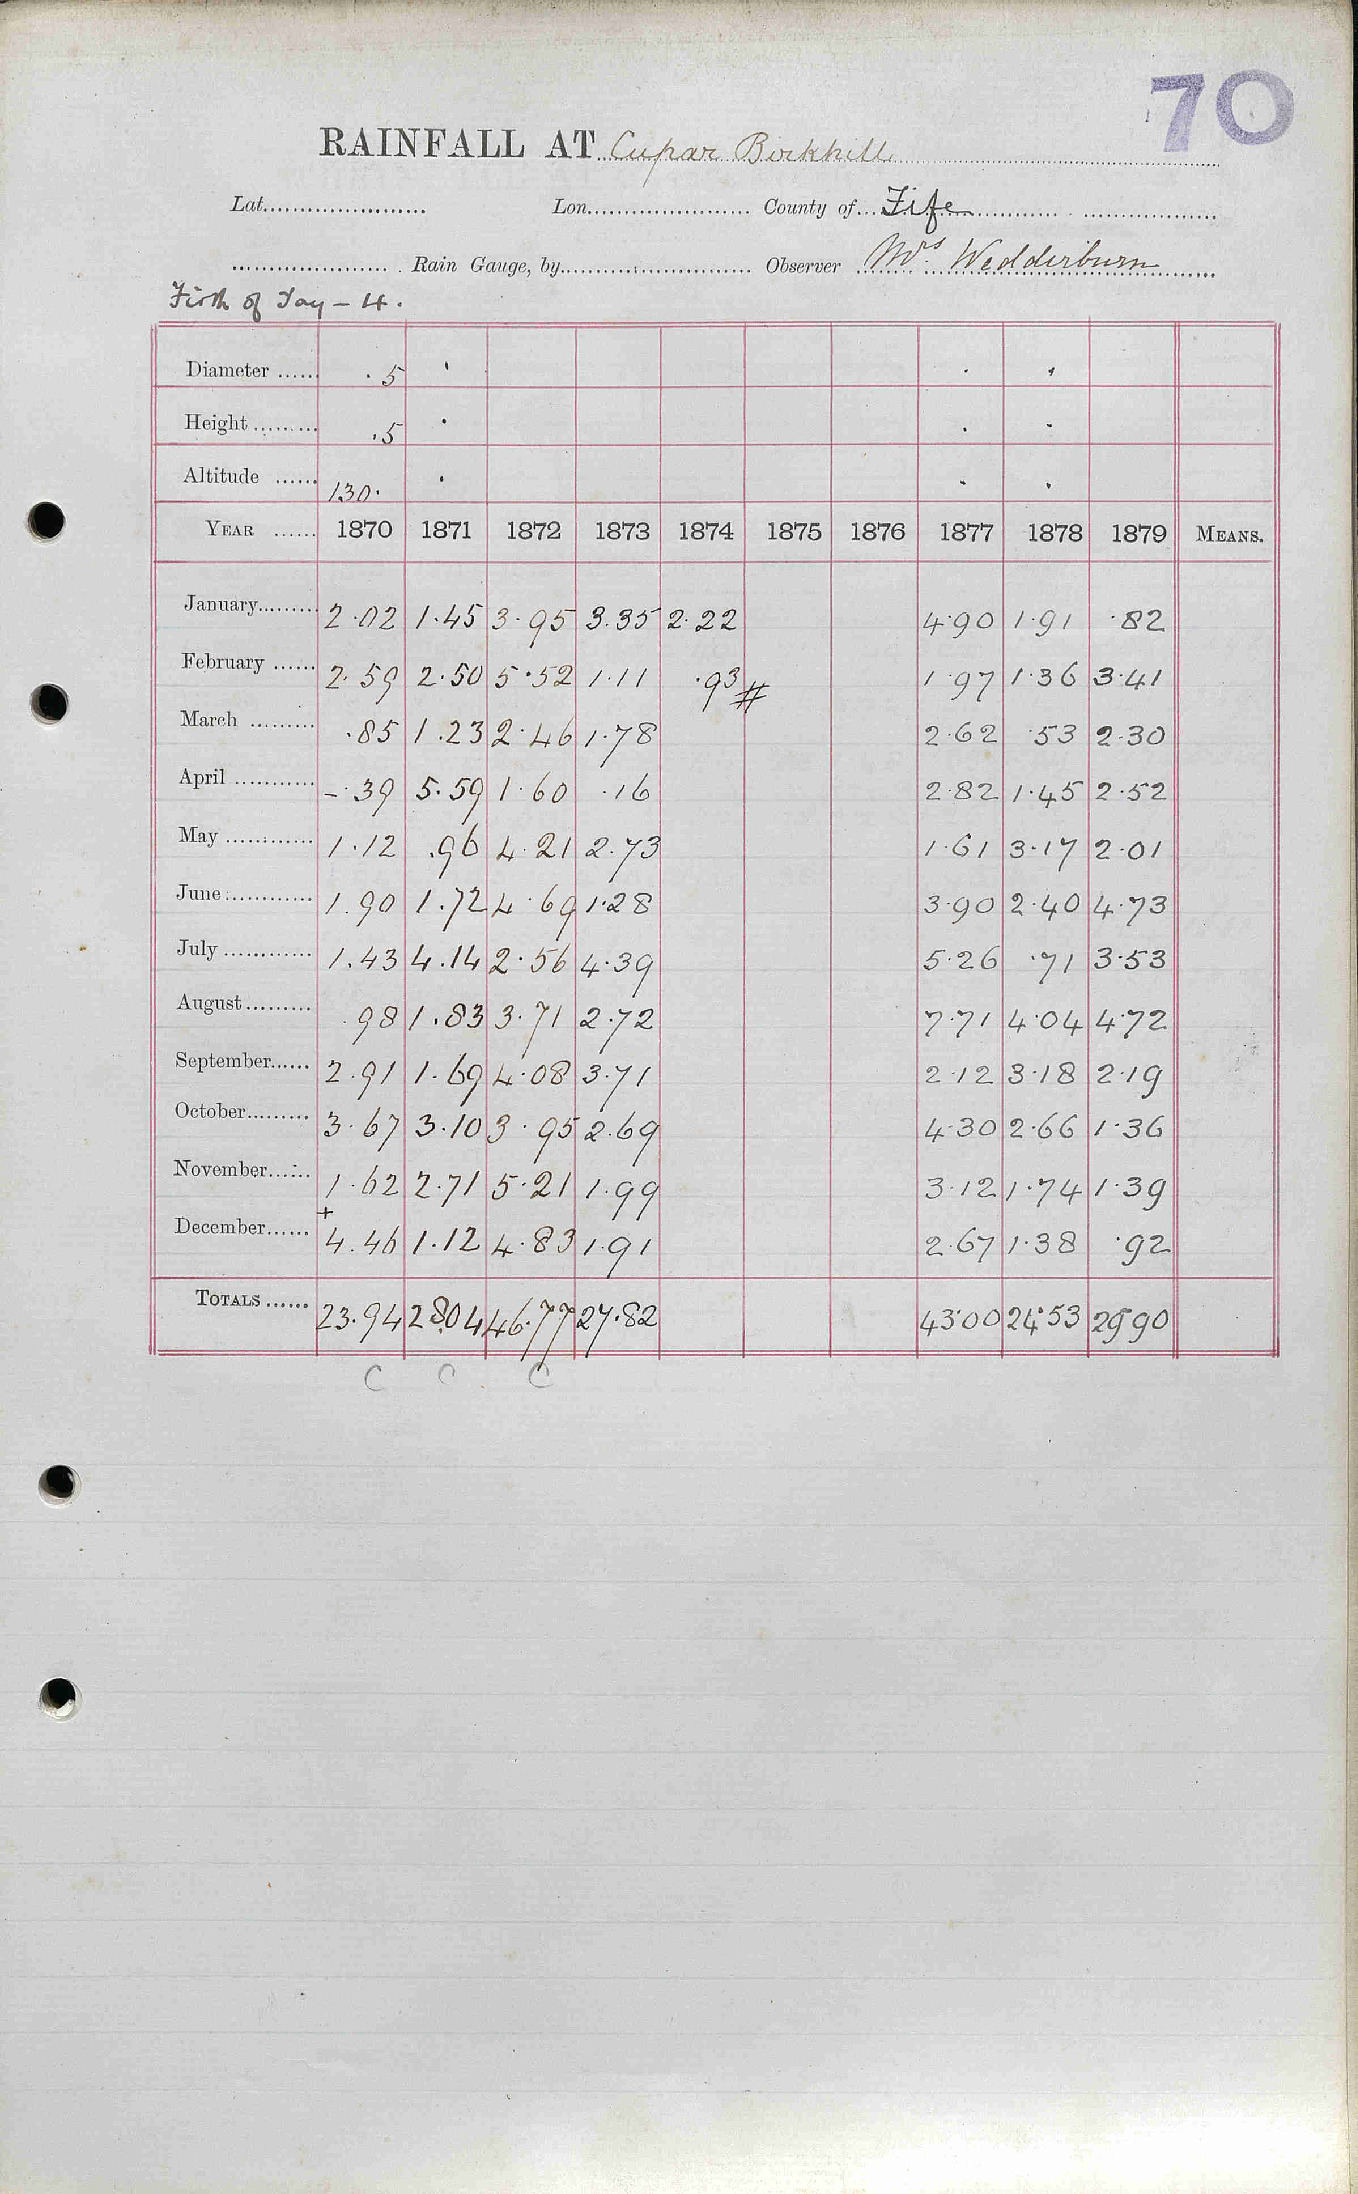 70
RAINFALL AT Cupar Birkhill
Lat. Lon. County of Fife
Rain Gauge, by Observer Mrs Wedderburn
Firth of Tay - 4.
Diameter .5
Height .5
Altitude 130.
YEAR 1870 1871 1872 1873 1874 1875 1876 1877 1878 1879 MEANS.
January 2.02 1.45 3.95 3.35 2.22 4.90 1.91 .82
February 2.59 2.50 5.52 1.11 .93 # 1.97 1.36 3.41
March .85 1.23 2.46 1.78 2.62 .53 2.30
April -.39 5.59 1.60 .16 2.82 1.45 2.52
May 1.12 .96 4.21 2.73 1.61 3.17 2.01
June 1.90 1.72 4.69 1.28 3.90 2.40 4.73
July 1.43 4.14 2.56 4.39 5.26 .71 3.53
August .98 1.83 3.71 2.72 7.71 4.04 4.72
September 2.91 1.69 4.08 3.71 2.12 3.18 2.19
October 3.67 3.10 3.95 2.69 4.30 2.66 1.36
November 1.62 2.71 5.21 1.99 3.12 1.74 1.39
+
December 4.46 1.12 4.83 1.91 2.67 1.38 .92
TOTALS 23.94 28.04 46.77 27.82 43.00 24.53 29.90
C C C